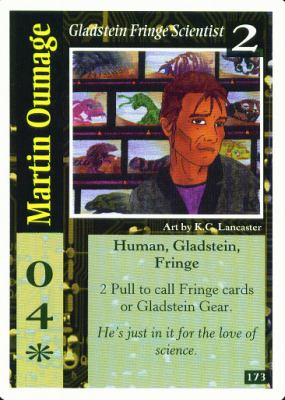 Martin Oumage
Gladstein Fringe Scientist
2
Art by K.C. Lancaster
0
4
*
Human, Gladstein,
Fringe
2 Pull to call Fringe cards
or Gladstein Gear.
He's just in it for the love of
science.
173